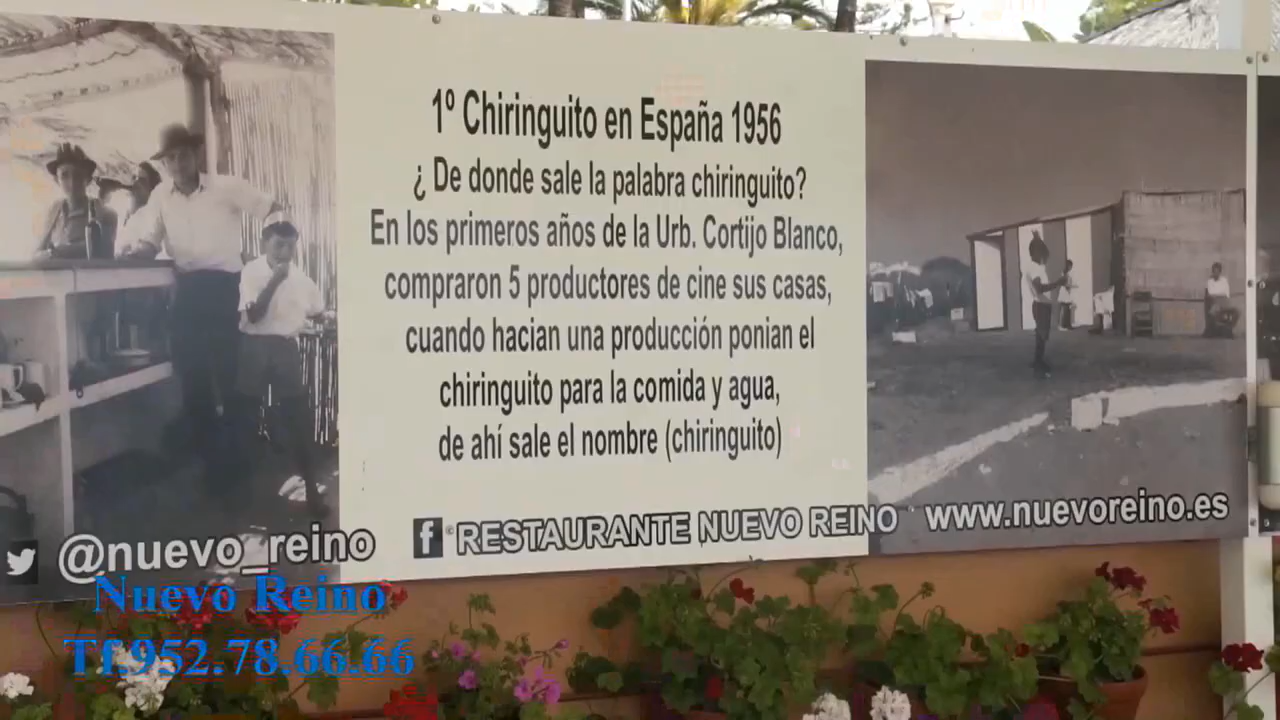 1º Chiringuito en España 1956
¿ De donde sale la palabra chiringuito?
En los primeros años de la Urb. Cortijo Blanco,
compraron 5 productores de cine sus casas,
cuando hacian una producción ponian el
chiringuito para la comida y agua,
de ahí sale el nombre (chiringuito)
@nuevo_reino
f RESTAURANTE NUEVO REINO
www.nuevoreino.es
Nuevo Reino
Tf.952.78.66.66